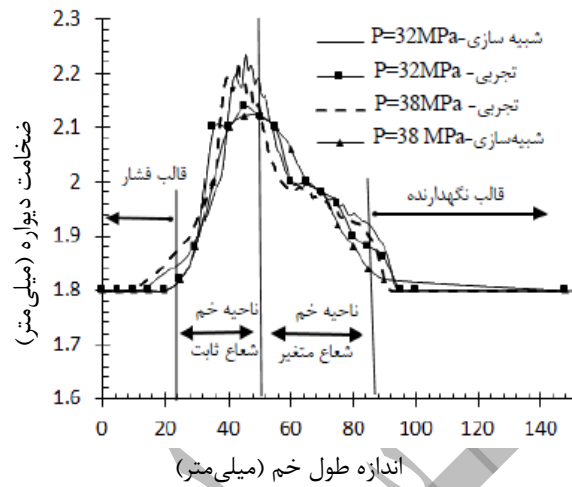 P=32MPa-شبیه سازی
P=32MPa -تجربی
P=38MPa -تجربی
P=38 MPa-شبیه‌سازی
قالب فشار
قالب نگهدارنده
ناحیه خم
شعاع ثابت
ناحیه خم
شعاع متغیر
ضخامت دیواره (میلی‌متر)
2.3
2.2
2.1
2
1.9
1.8
1.7
1.6
0 20 40 60 80 100 120 140
اندازه طول خم (میلی‌متر)